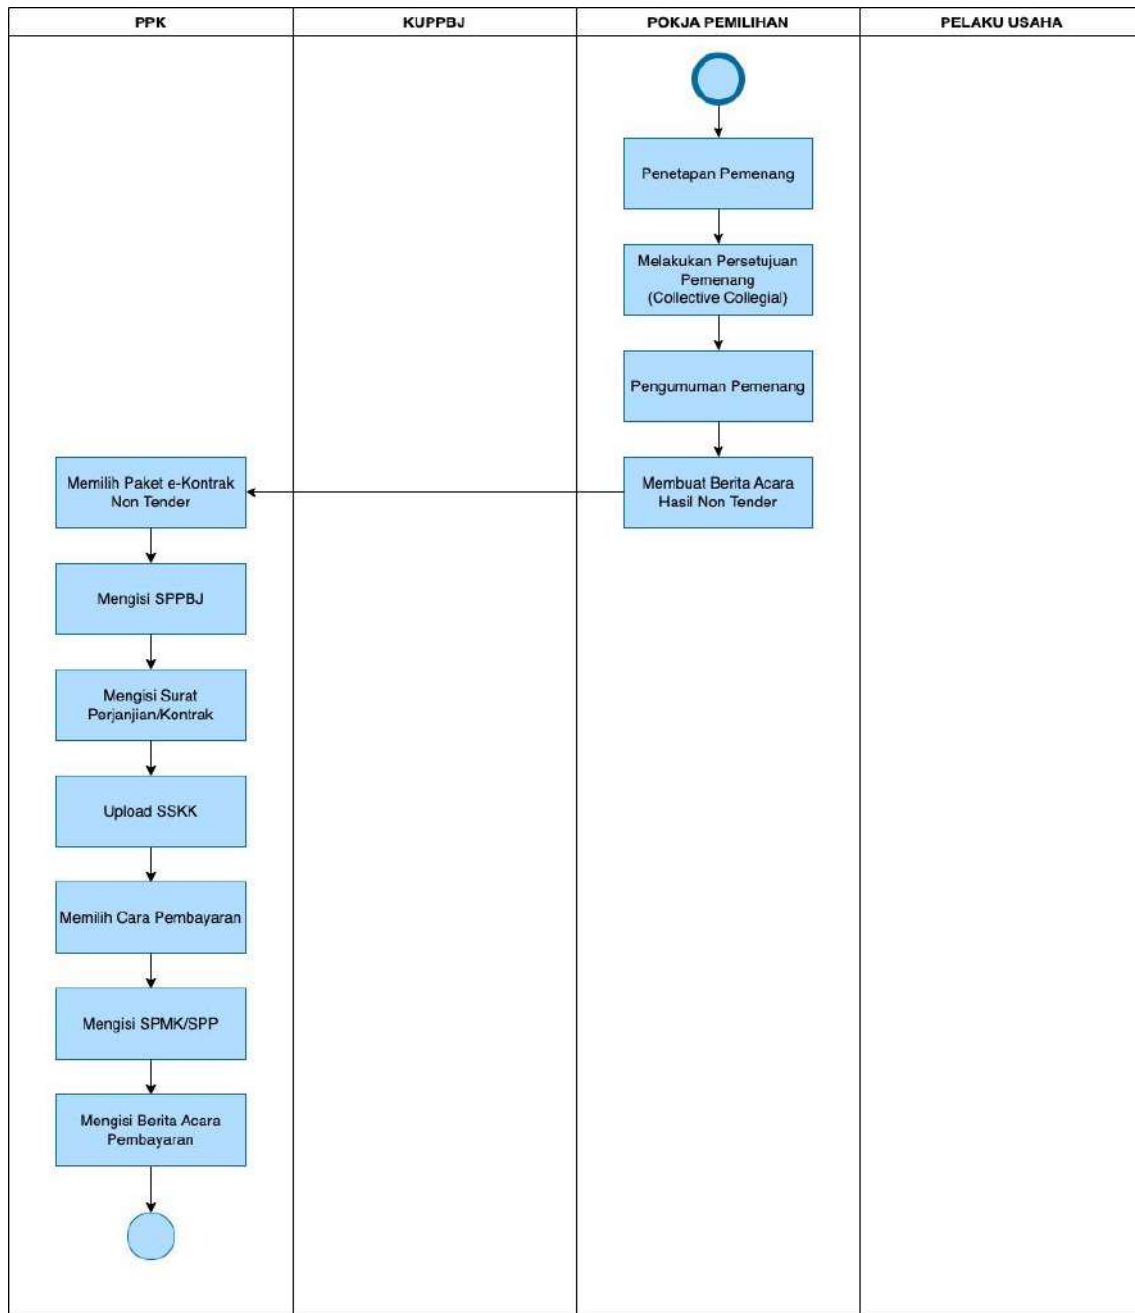 PPK
KUPPBJ
POKJA PEMILIHAN
PELAKU USAHA
Penetapan Pemenang
Melakukan Persetujuan
Pemenang
(Collective Collegial)
Pengumuman Pemenang
Membuat Berita Acara
Hasil Non Tender
Memilih Paket e-Kontrak
Non Tender
Mengisi SPPBJ
Mengisi Surat
Perjanjian/Kontrak
Upload SSKK
Memilih Cara Pembayaran
Mengisi SPMK/SPP
Mengisi Berita Acara
Pembayaran